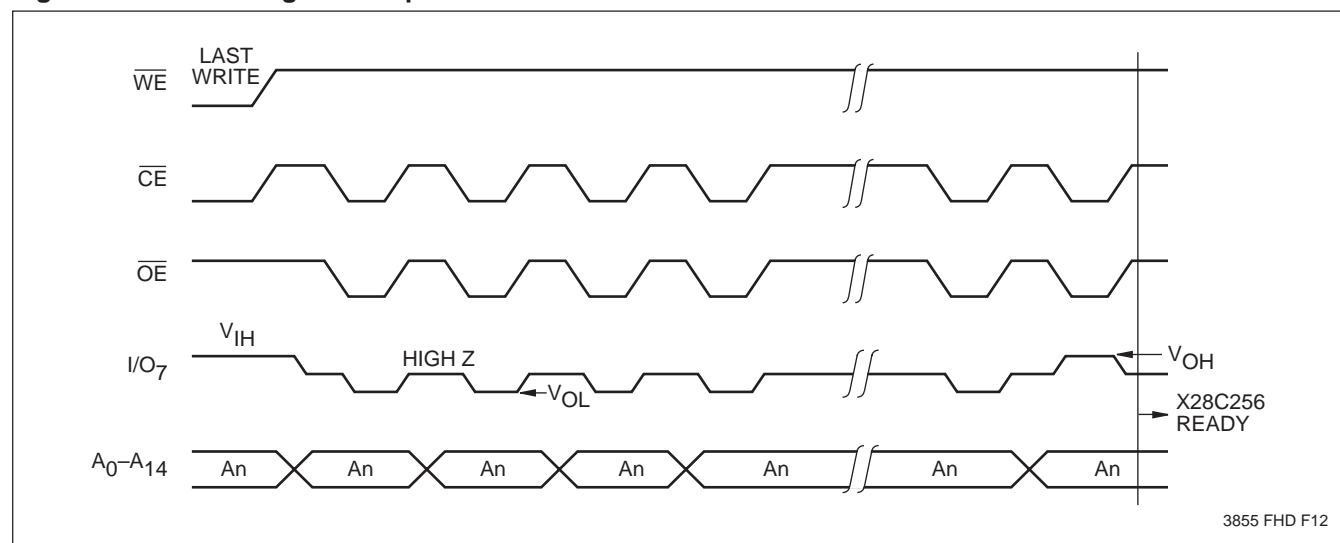 LAST
WRITE
WE
CE
OE
VIH
I/O7
HIGH Z
VOL
VOH
X28C256
READY
A0–A14
An An An An An An An
3855 FHD F12